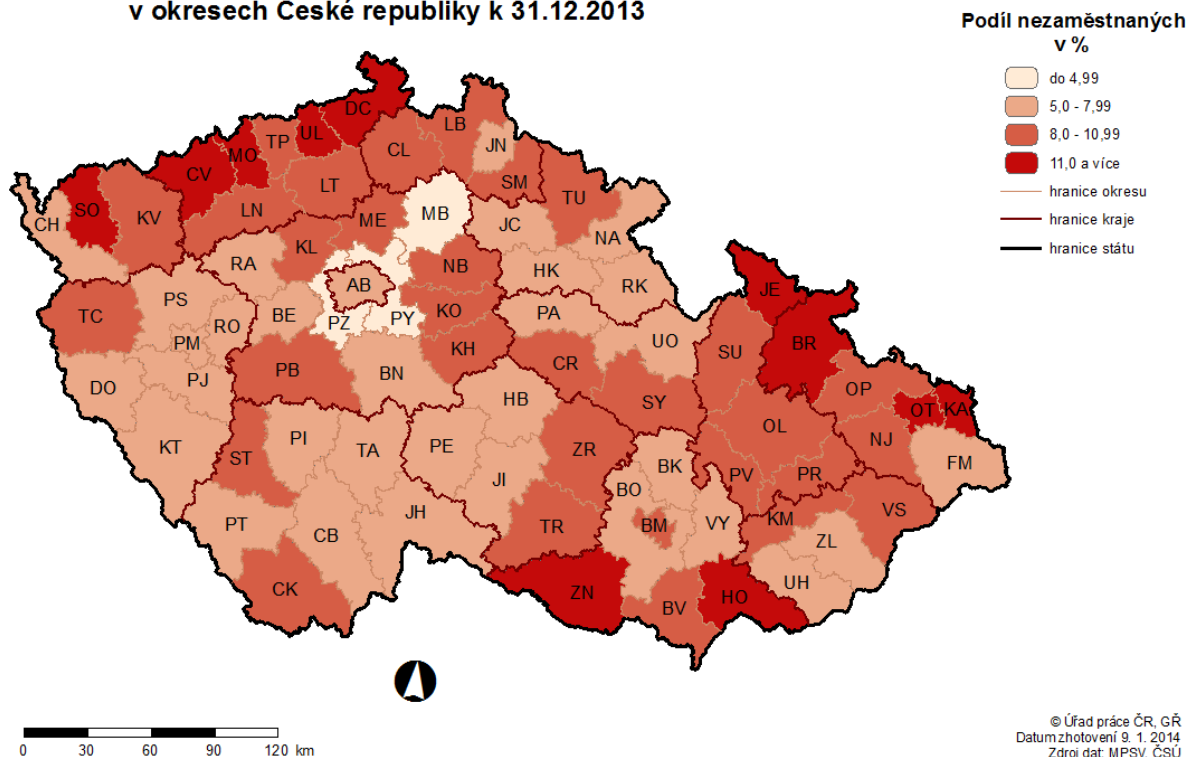 v okresech České republiky k 31.12.2013
Podíl nezaměstnaných
v %
do 4,99
5,0 - 7,99
8,0 - 10,99
11,0 a více
hranice okresu
hranice kraje
hranice státu
DC
LB
UL
TP
MO
CL
JN
CV
LT
SM
TU
SO
KV
LN
ME
MB
JC
CH
KL
NA
RA
NB
HK
AB
RK
JE
PS
TC
RO
BE
PZ
PY
KO
PA
PM
UO
SU
BR
KH
CR
PB
BN
DO
PJ
OP
HB
SY
OT
KA
KT
ST
PI
TA
PE
ZR
OL
NJ
FM
BK
JI
BO
PV
PR
PT
CB
JH
TR
BM
VY
KM
VS
ZL
CK
ZN
BV
HO
UH
0 30 60 90 120 km
© Úřad práce ČR, GŘ
Datum zhotovení 9. 1. 2014
Zdroj dat: MPSV, ČSÚ